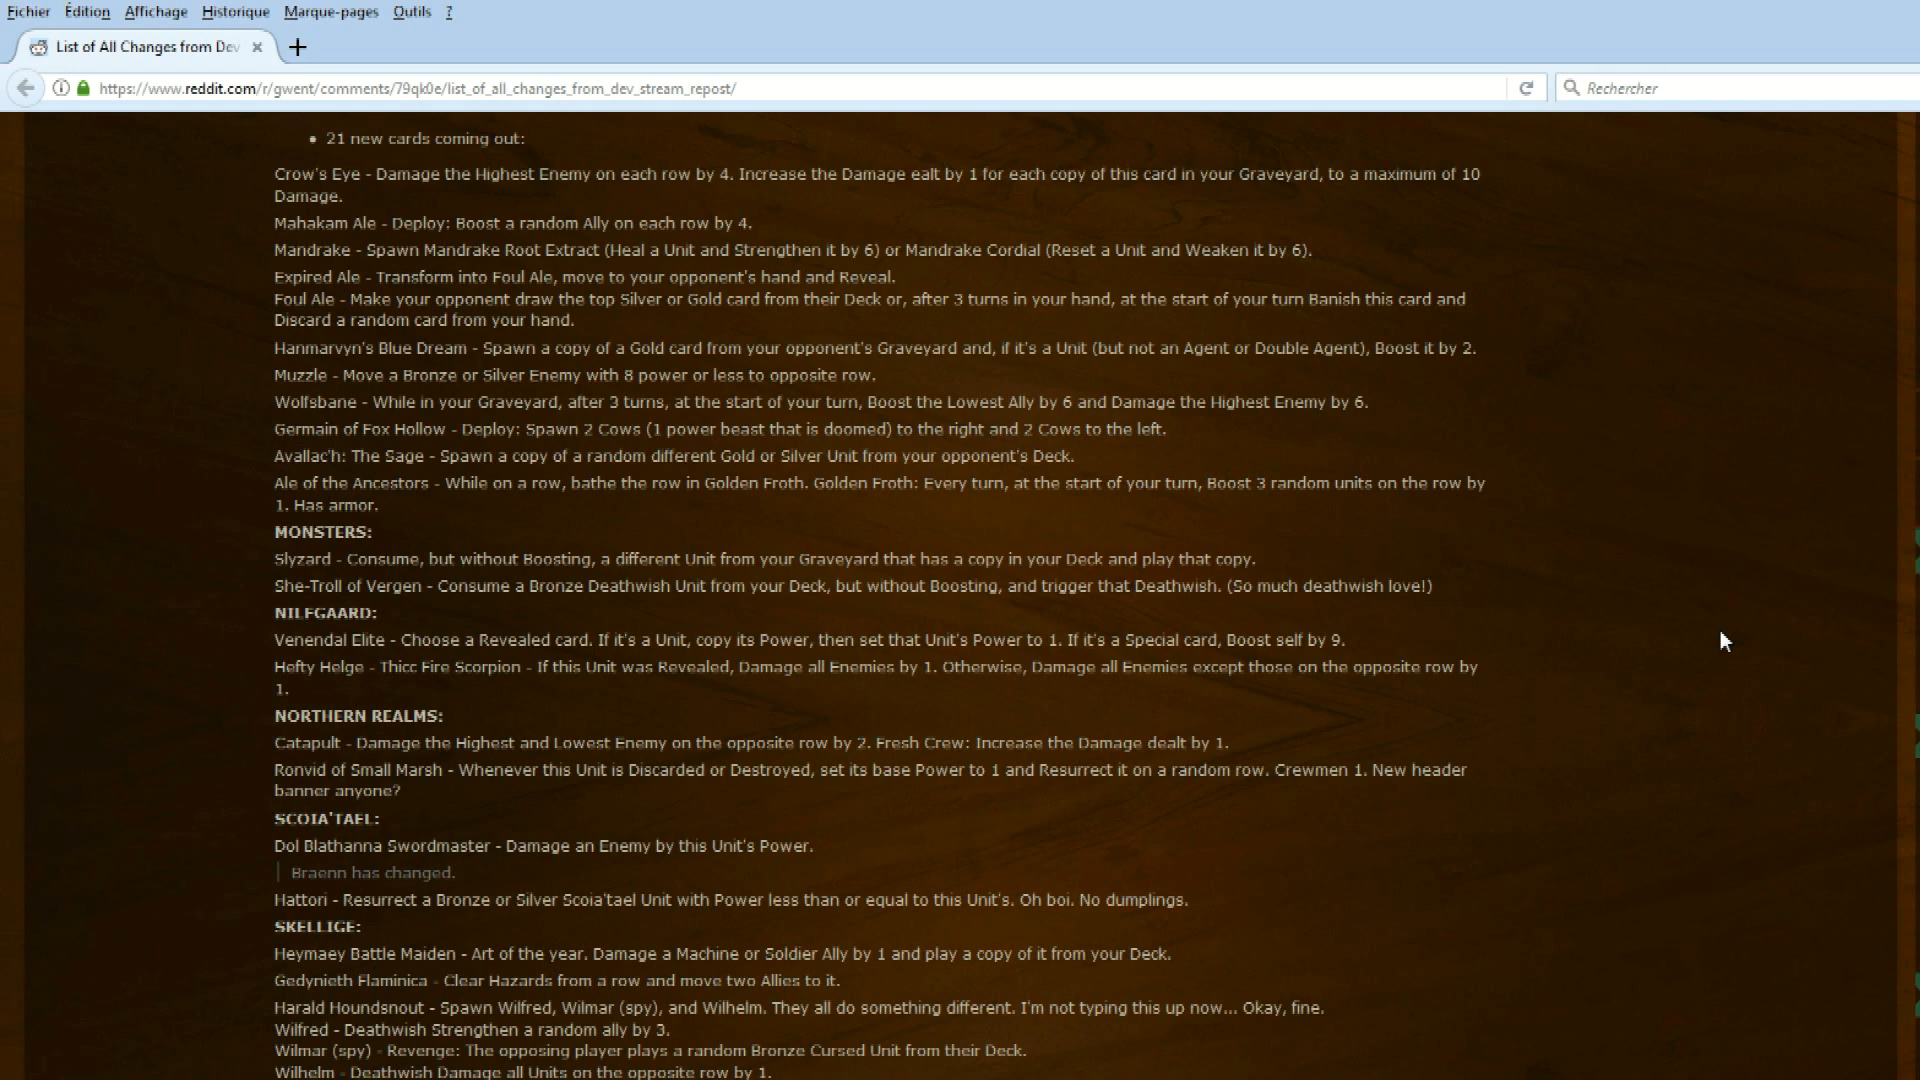 Fichier Édition Affichage Historique Marque-pages Outils ?
List of All Changes from Dev
https://www.reddit.com/r/gwent/comments/79qk0e/list_of_all_changes_from_dev_stream_repost/
Rechercher
• 21 new cards coming out:
Crow's Eye - Damage the Highest Enemy on each row by 4. Increase the Damage ealt by 1 for each copy of this card in your Graveyard, to a maximum of 10
Damage.
Mahakam Ale - Deploy: Boost a random Ally on each row by 4.
Mandrake - Spawn Mandrake Root Extract (Heal a Unit and Strengthen it by 6) or Mandrake Cordial (Reset a Unit and Weaken it by 6).
Expired Ale - Transform into Foul Ale, move to your opponent's hand and Reveal.
Foul Ale - Make your opponent draw the top Silver or Gold card from their Deck or, after 3 turns in your hand, at the start of your turn Banish this card and
Discard a random card from your hand.
Hanmarvyn's Blue Dream - Spawn a copy of a Gold card from your opponent's Graveyard and, if it's a Unit (but not an Agent or Double Agent), Boost it by 2.
Muzzle - Move a Bronze or Silver Enemy with 8 power or less to opposite row.
Wolfsbane - While in your Graveyard, after 3 turns, at the start of your turn, Boost the Lowest Ally by 6 and Damage the Highest Enemy by 6.
Germain of Fox Hollow - Deploy: Spawn 2 Cows (1 power beast that is doomed) to the right and 2 Cows to the left.
Avallac'h: The Sage - Spawn a copy of a random different Gold or Silver Unit from your opponent's Deck.
Ale of the Ancestors - While on a row, bathe the row in Golden Froth. Golden Froth: Every turn, at the start of your turn, Boost 3 random units on the row by
1. Has armor.
MONSTERS:
Slyzard - Consume, but without Boosting, a different Unit from your Graveyard that has a copy in your Deck and play that copy.
She-Troll of Vergen - Consume a Bronze Deathwish Unit from your Deck, but without Boosting, and trigger that Deathwish. (So much deathwish love!)
NILFGAARD:
Venendal Elite - Choose a Revealed card. If it's a Unit, copy its Power, then set that Unit's Power to 1. If it's a Special card, Boost self by 9.
Hefty Helge - Thicc Fire Scorpion - If this Unit was Revealed, Damage all Enemies by 1. Otherwise, Damage all Enemies except those on the opposite row by
1.
NORTHERN REALMS:
Catapult - Damage the Highest and Lowest Enemy on the opposite row by 2. Fresh Crew: Increase the Damage dealt by 1.
Ronvid of Small Marsh - Whenever this Unit is Discarded or Destroyed, set its base Power to 1 and Resurrect it on a random row. Crewmen 1. New header
banner anyone?
SCOIA'TAEL:
Dol Blathanna Swordmaster - Damage an Enemy by this Unit's Power.
Braenn has changed.
Hattori - Resurrect a Bronze or Silver Scoia'tael Unit with Power less than or equal to this Unit's. Oh boi. No dumplings.
SKELLIGE:
Heymaey Battle Maiden - Art of the year. Damage a Machine or Soldier Ally by 1 and play a copy of it from your Deck.
Gedynieth Flaminica - Clear Hazards from a row and move two Allies to it.
Harald Houndsnout - Spawn Wilfred, Wilmar (spy), and Wilhelm. They all do something different. I'm not typing this up now... Okay, fine.
Wilfred - Deathwish Strengthen a random ally by 3.
Wilmar (spy) - Revenge: The opposing player plays a random Bronze Cursed Unit from their Deck.
Wilhelm - Deathwish Damage all Units on the opposite row by 1.